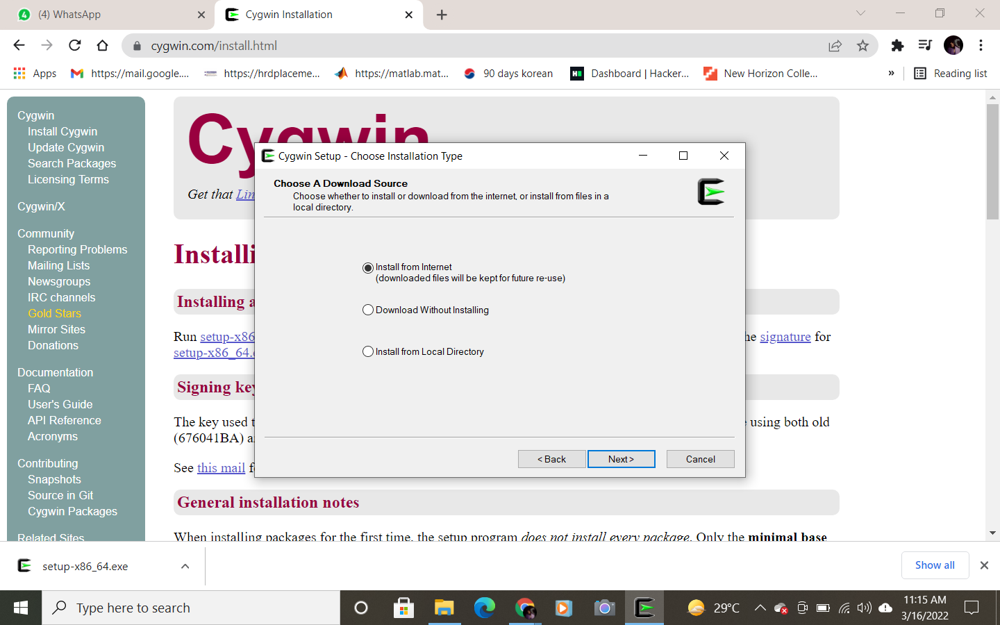 (4) WhatsApp
Cygwin Installation
cygwin.com/install.html
Apps
https://mail.google....
https://hrdplaceme...
https://matlab.mat...
90 days korean
Dashboard | Hacker...
New Horizon Colle...
»
Reading list
Cygwin
Install Cygwin
Update Cygwin
Search Packages
Licensing Terms
Cygwin/X
Community
Reporting Problems
Mailing Lists
Newsgroups
IRC channels
Gold Stars
Mirror Sites
Donations
Documentation
FAQ
User's Guide
API Reference
Acronyms
Contributing
Snapshots
Source in Git
Cygwin Packages
Related Sites
Cygwin
Get that Lin
Installi
Installing a
Run setup-x86
he signature for
setup-x86_64.
Signing key
The key used t
using both old
(676041BA) a
See this mail f
General installation notes
When installing packages for the first time, the setup program does not install every package. Only the minimal base
Cygwin Setup - Choose Installation Type
Choose A Download Source
Choose whether to install or download from the internet, or install from files in a
local directory.
Install from Internet
(downloaded files will be kept for future re-use)
Download Without Installing
Install from Local Directory
< Back
Next >
Cancel
setup-x86_64.exe
Show all
Type here to search
29°C
11:15 AM
3/16/2022